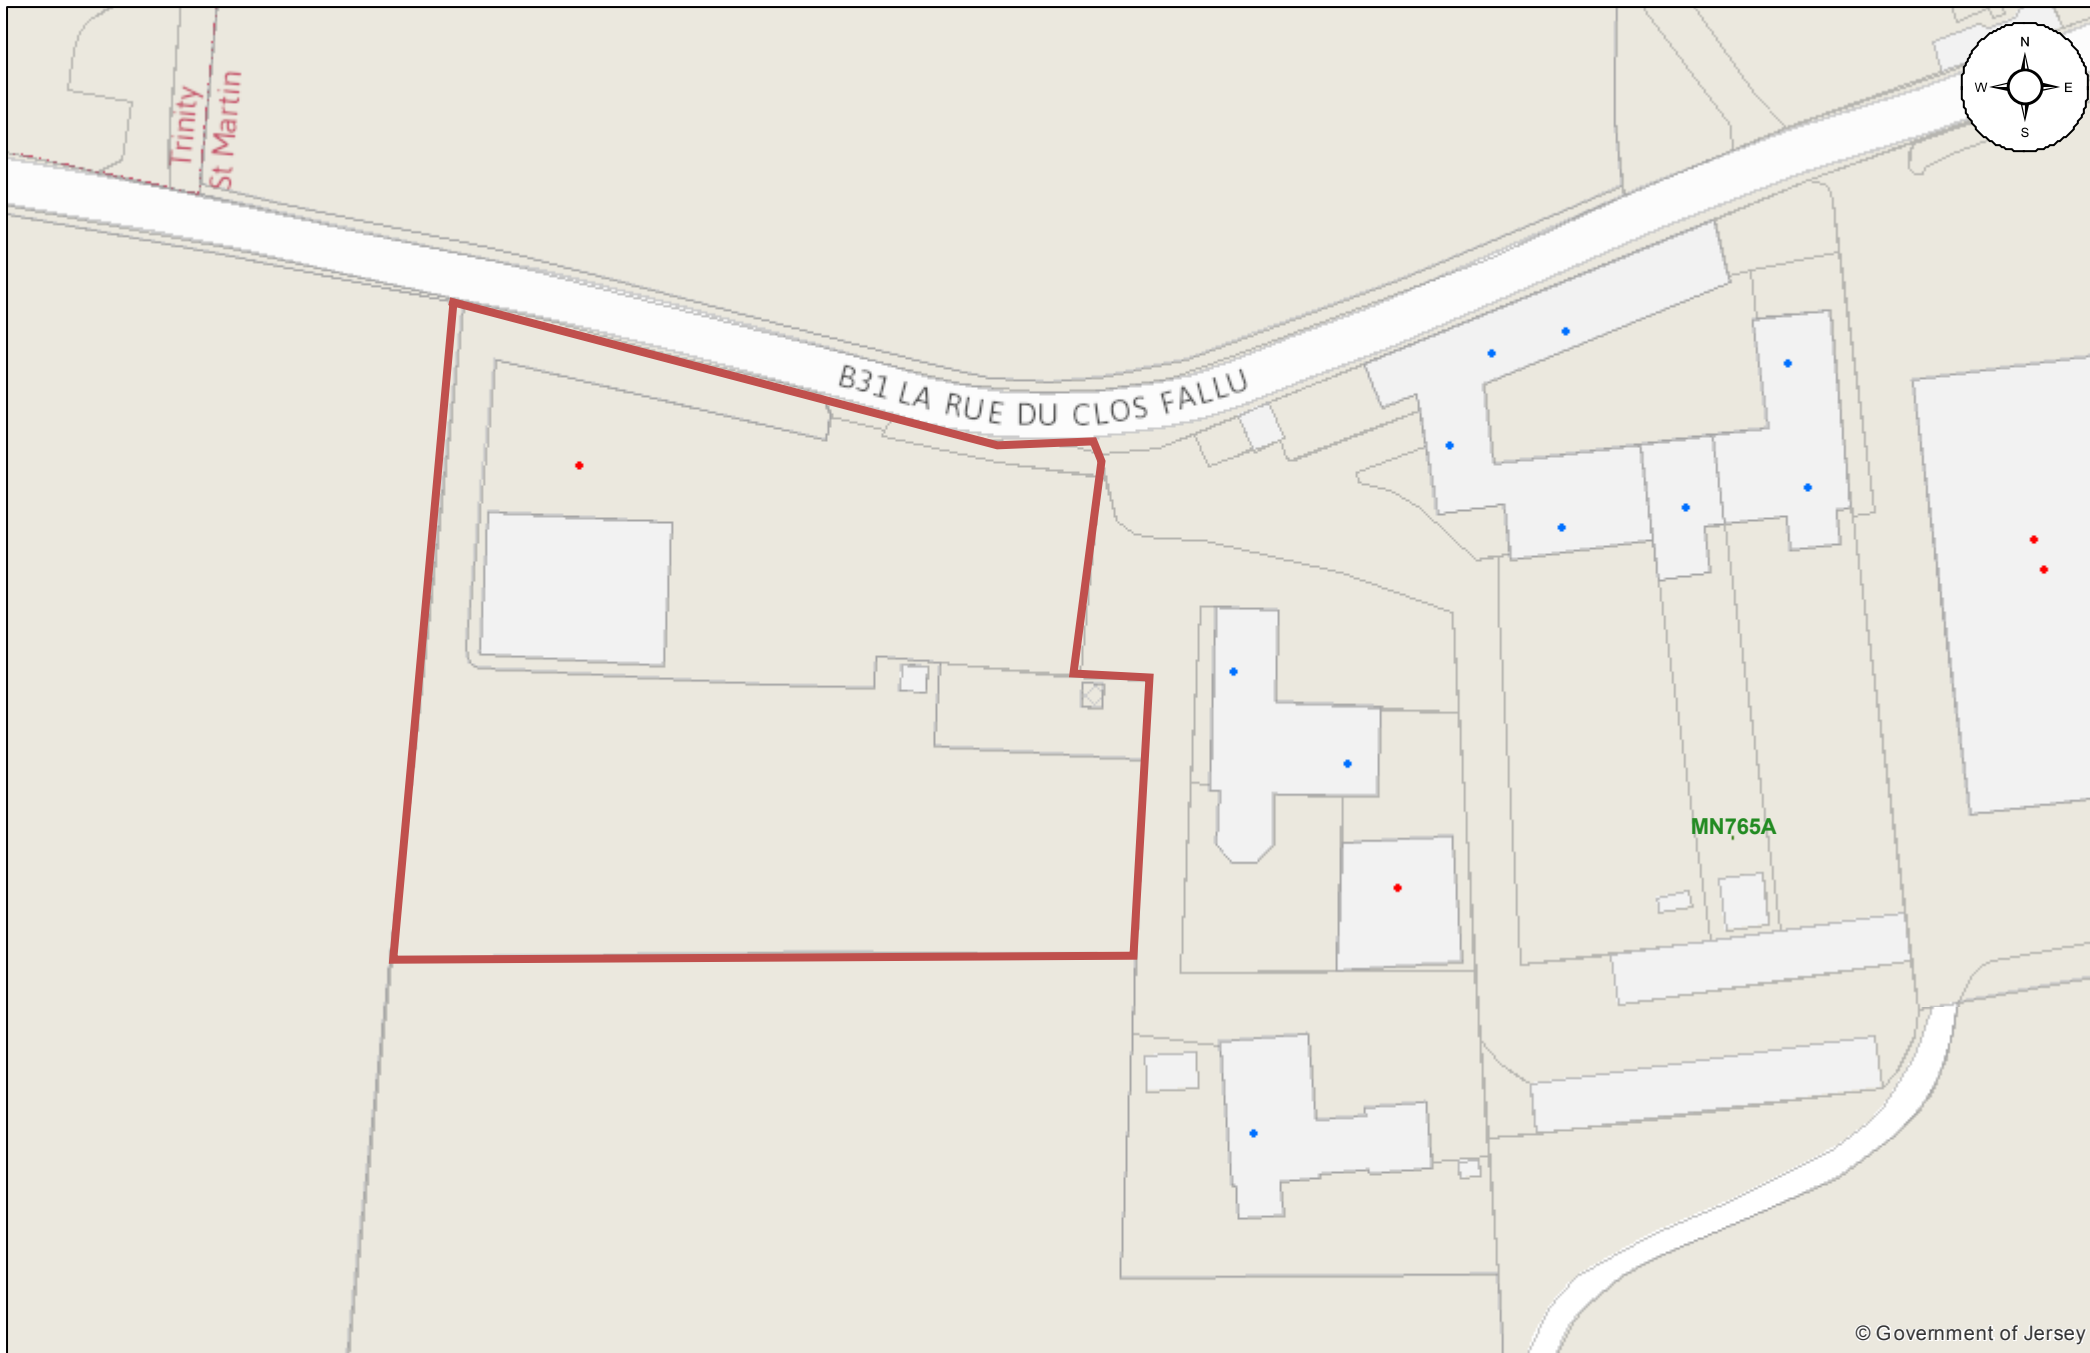 Trinity
St Martin
N
W E
S
B31 LA RUE DU CLOS FALLU
MN765A
© Government of Jersey